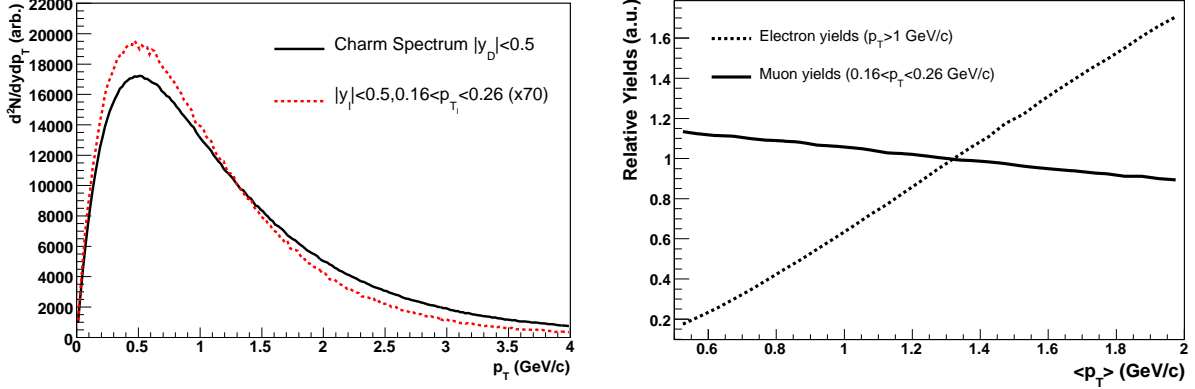 22000
20000
18000
16000
14000
12000
10000
8000
6000
4000
2000
0
d²N/dydp_T (arb.)
Charm Spectrum |y_D|<0.5
|y_l|<0.5,0.16<p_{T_l}<0.26 (x70)
0 0.5 1 1.5 2 2.5 3 3.5 4
p_T (GeV/c)
1.6
1.4
1.2
1
0.8
0.6
0.4
0.2
Relative Yields (a.u.)
Electron yields (p_T>1 GeV/c)
Muon yields (0.16<p_T<0.26 GeV/c)
0.6 0.8 1 1.2 1.4 1.6 1.8 2
<p_T> (GeV/c)